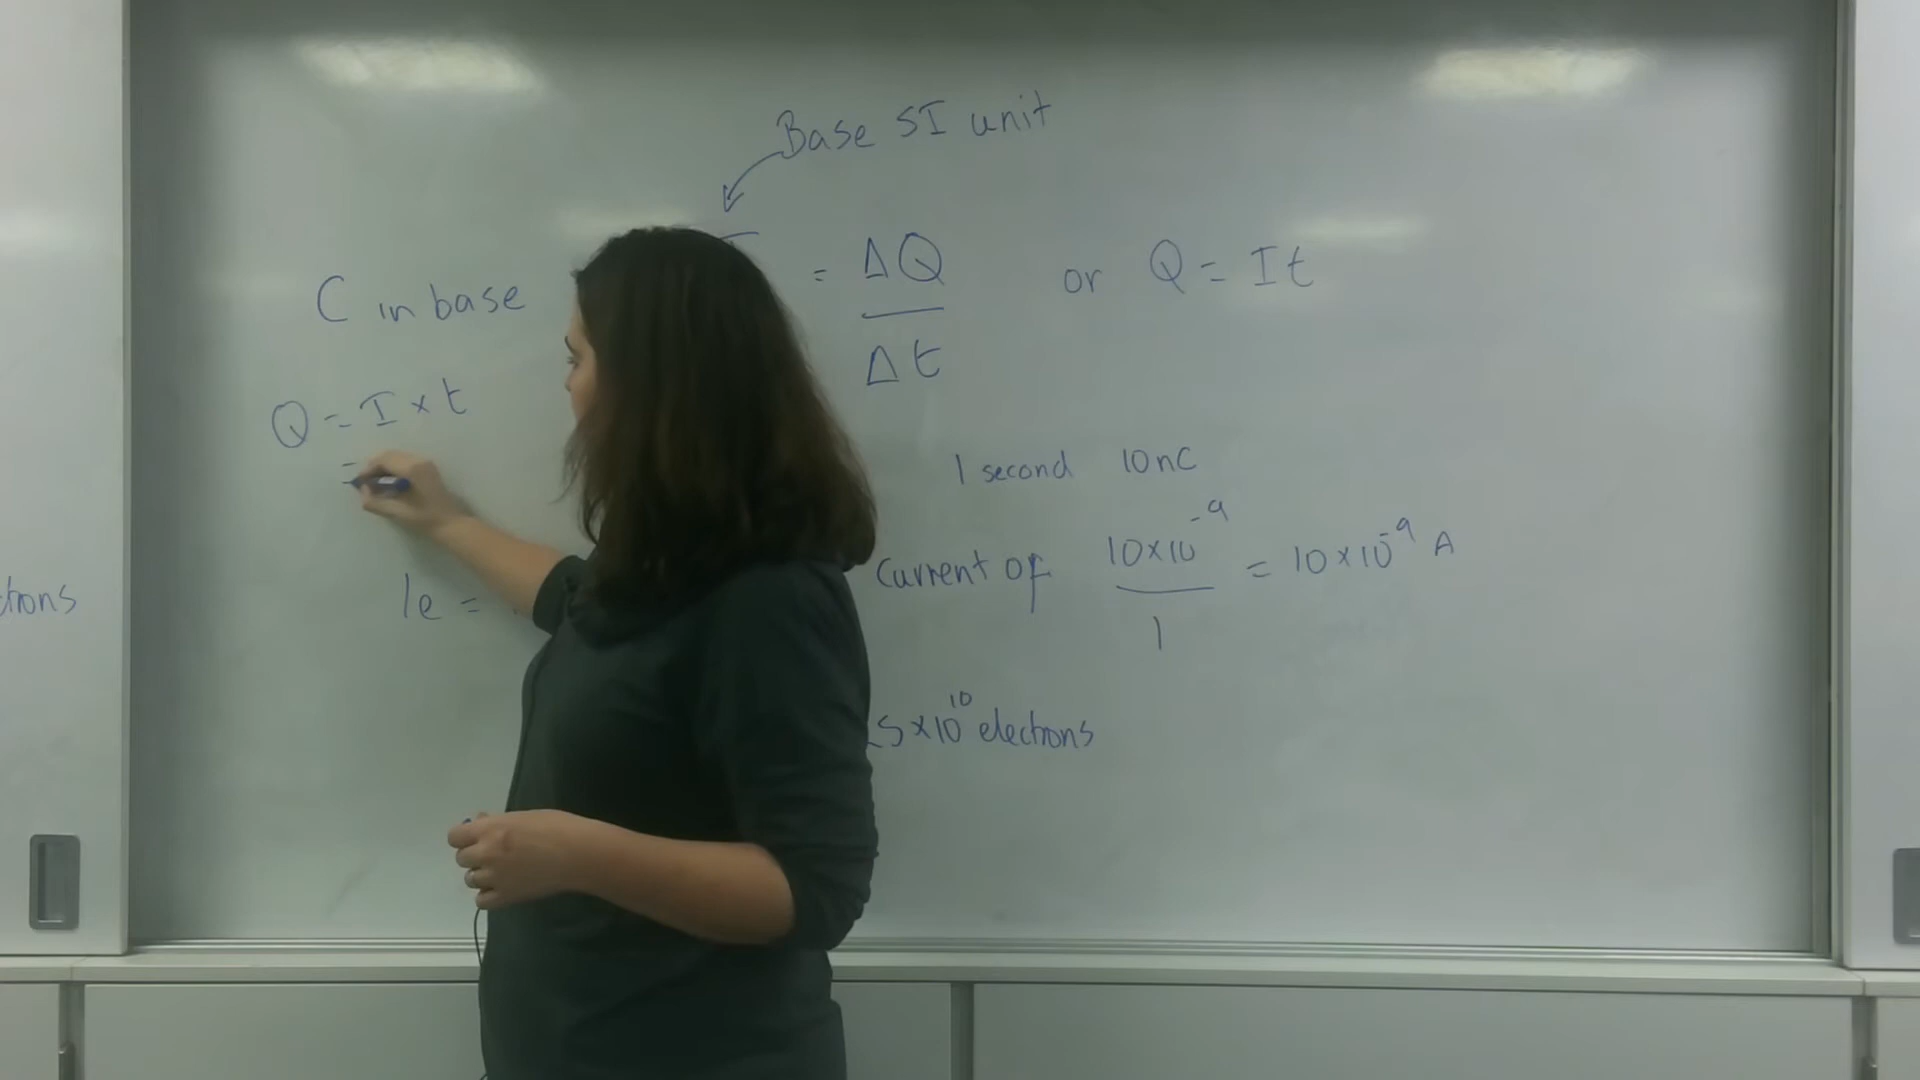 Base SI unit
C in base
= ΔQ/Δt or Q = It
Q = I × t
=
1 second 10nC
Current of 10×10⁻⁹/1 = 10×10⁻⁹ A
1e =
5×10¹⁰ electrons